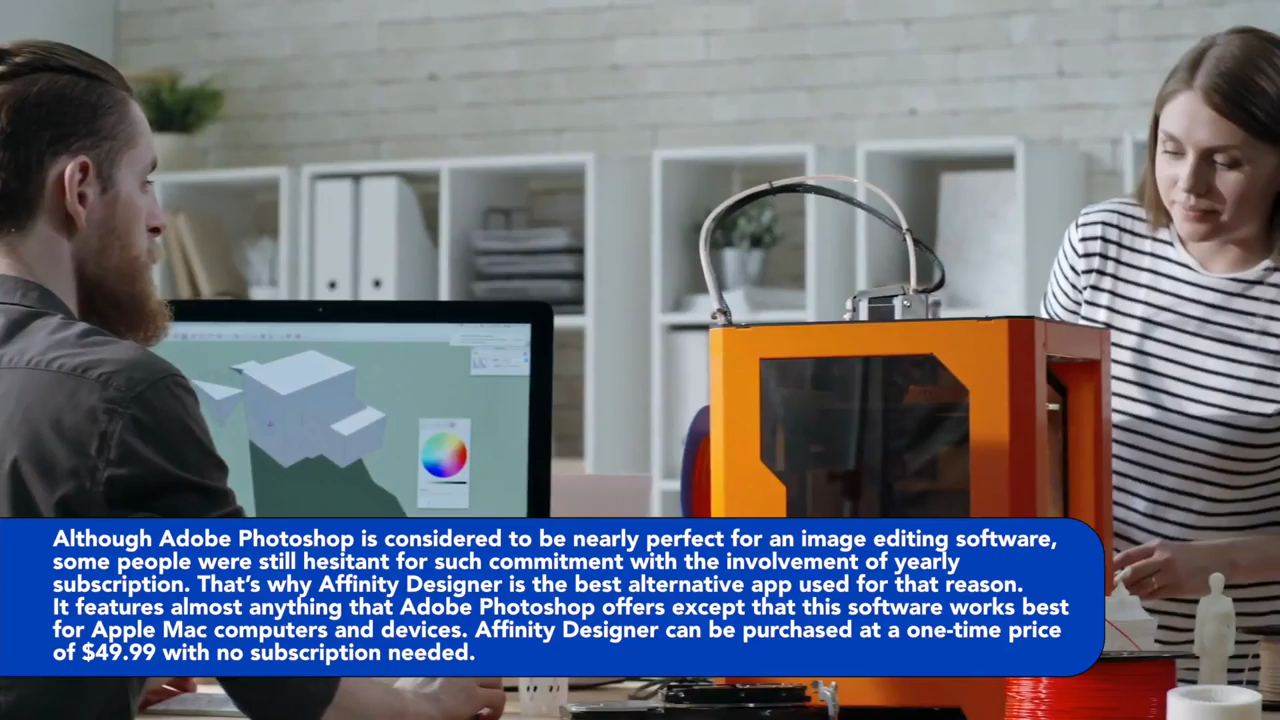 Although Adobe Photoshop is considered to be nearly perfect for an image editing software,
some people were still hesitant for such commitment with the involvement of yearly
subscription. That's why Affinity Designer is the best alternative app used for that reason.
It features almost anything that Adobe Photoshop offers except that this software works best
for Apple Mac computers and devices. Affinity Designer can be purchased at a one-time price
of $49.99 with no subscription needed.